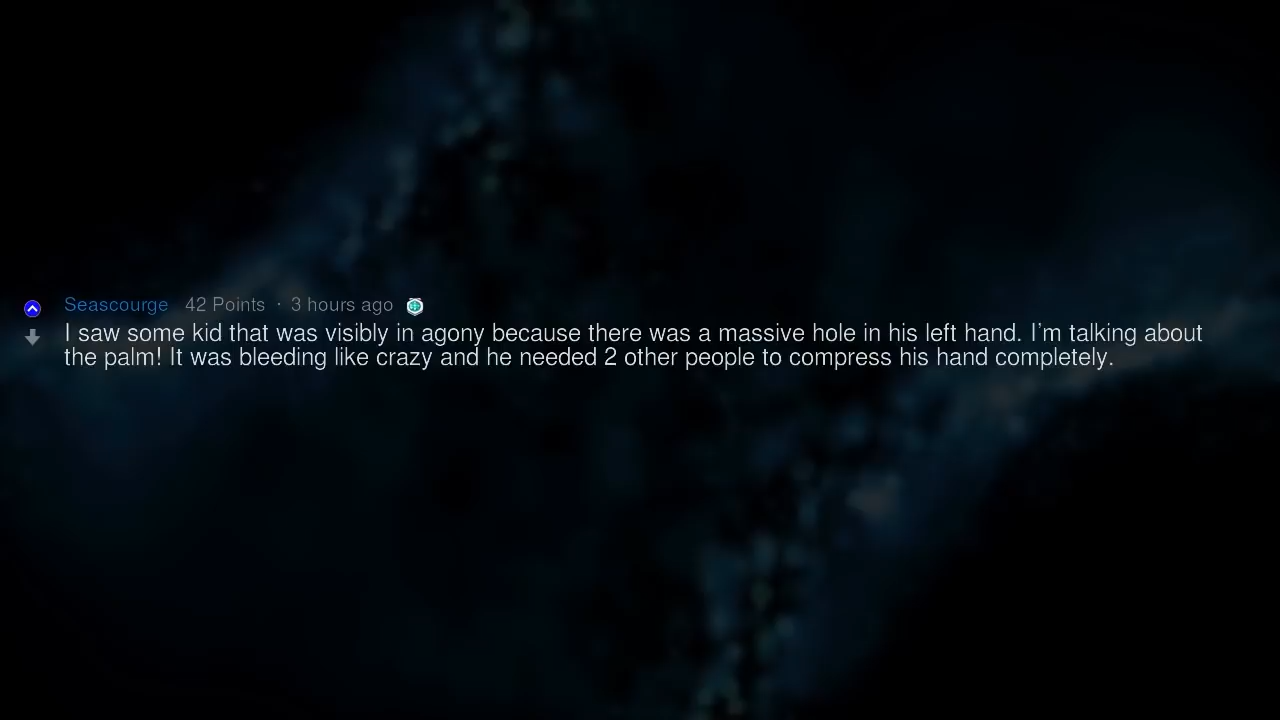 Seascourge 42 Points · 3 hours ago
I saw some kid that was visibly in agony because there was a massive hole in his left hand. I'm talking about
the palm! It was bleeding like crazy and he needed 2 other people to compress his hand completely.